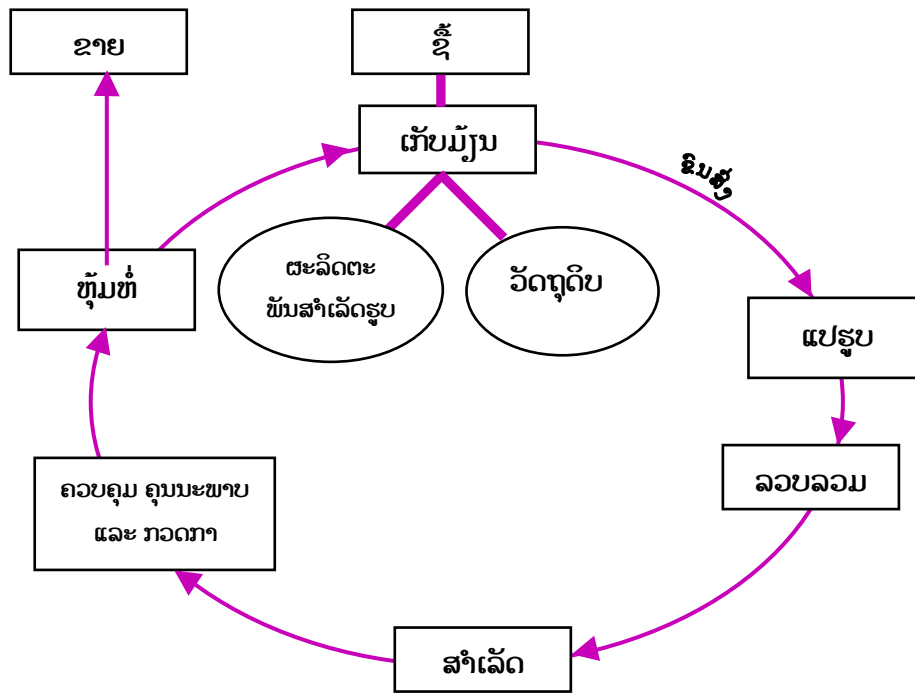 ຂາຍ
ຊື້
ເກັບມ້ຽນ
ຂົນສົ່ງ
ຫຸ້ມຫໍ່
ຜະລິດຕະ
ພັນສຳເລັດຮູບ
ວັດຖຸດິບ
ແປຮູບ
ລວບລວມ
ຄວບຄຸມ ຄຸນນະພາບ
ແລະ ກວດກາ
ສຳເລັດ